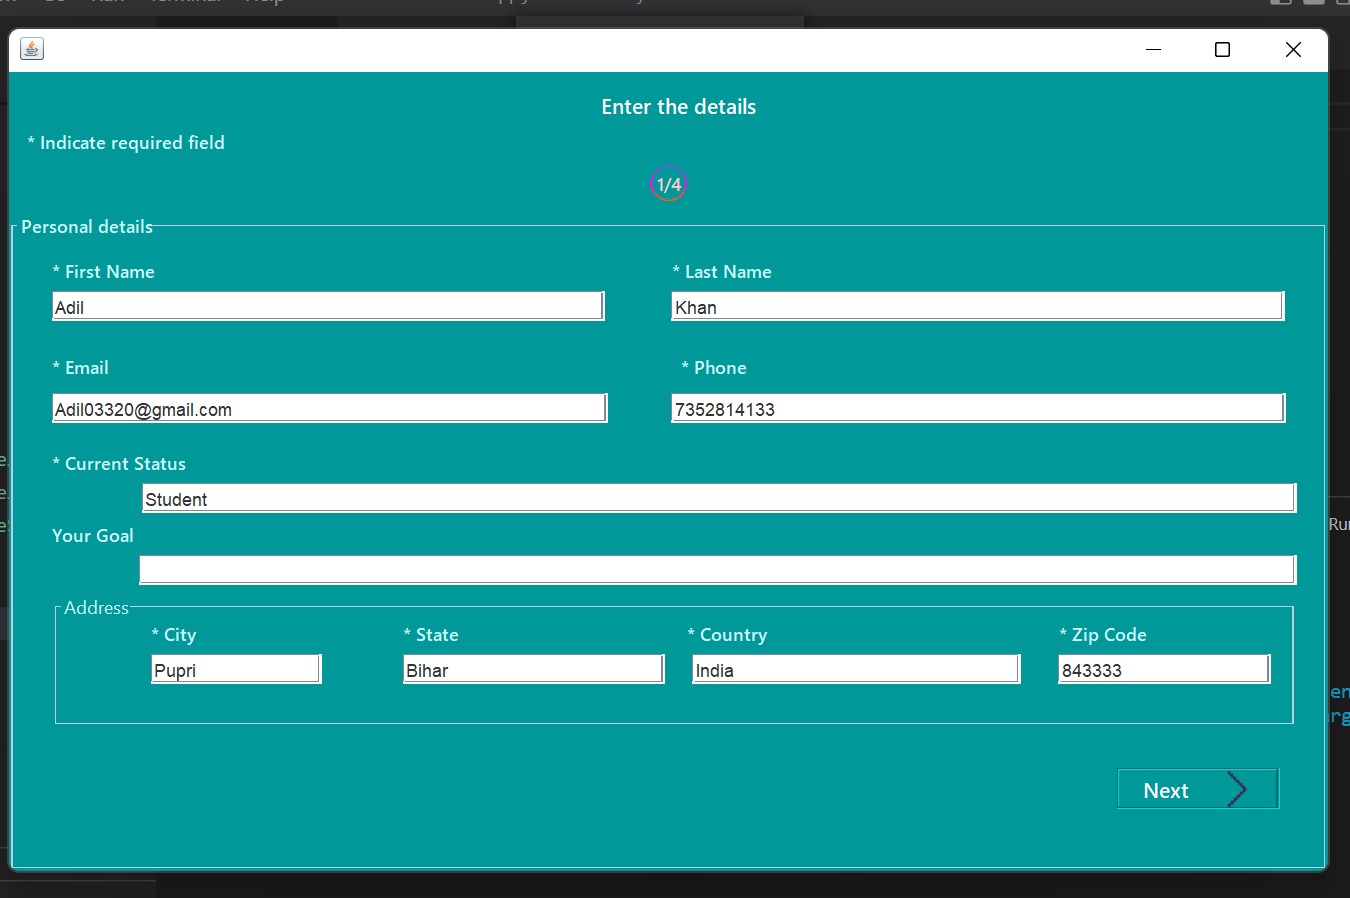 Enter the details
* Indicate required field
1/4
Personal details
* First Name * Last Name
Adil Khan
* Email * Phone
Adil03320@gmail.com 7352814133
* Current Status
Student
Your Goal
Address
* City * State * Country * Zip Code
Pupri Bihar India 843333
Next